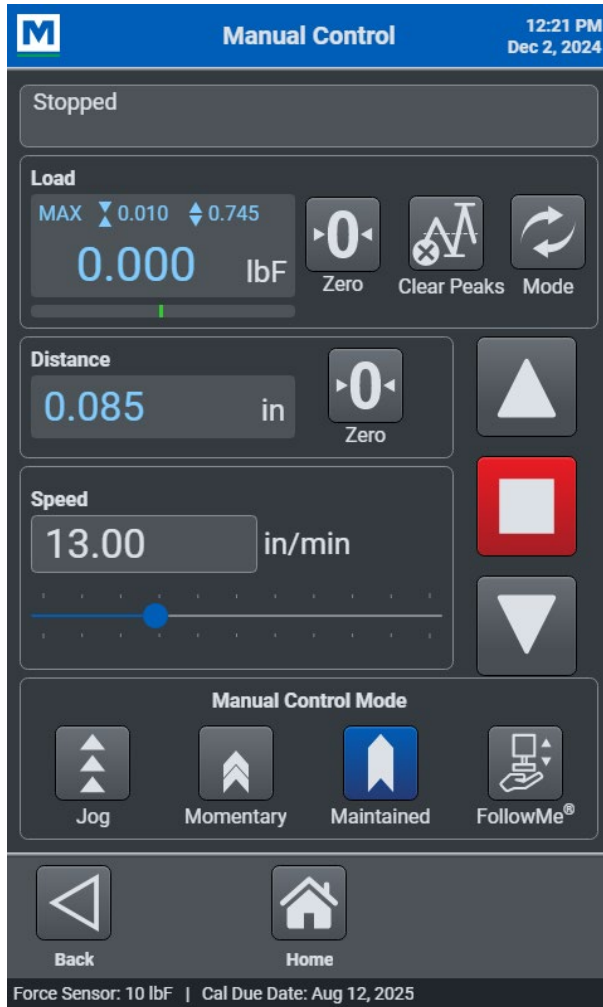 M
Manual Control
12:21 PM
Dec 2, 2024
Stopped
Load
MAX 0.010 0.745
0.000 lbF
0
Zero
Clear Peaks
Mode
Distance
0.085 in
0
Zero
Speed
13.00 in/min
Manual Control Mode
Jog
Momentary
Maintained
FollowMe®
Back
Home
Force Sensor: 10 lbF | Cal Due Date: Aug 12, 2025